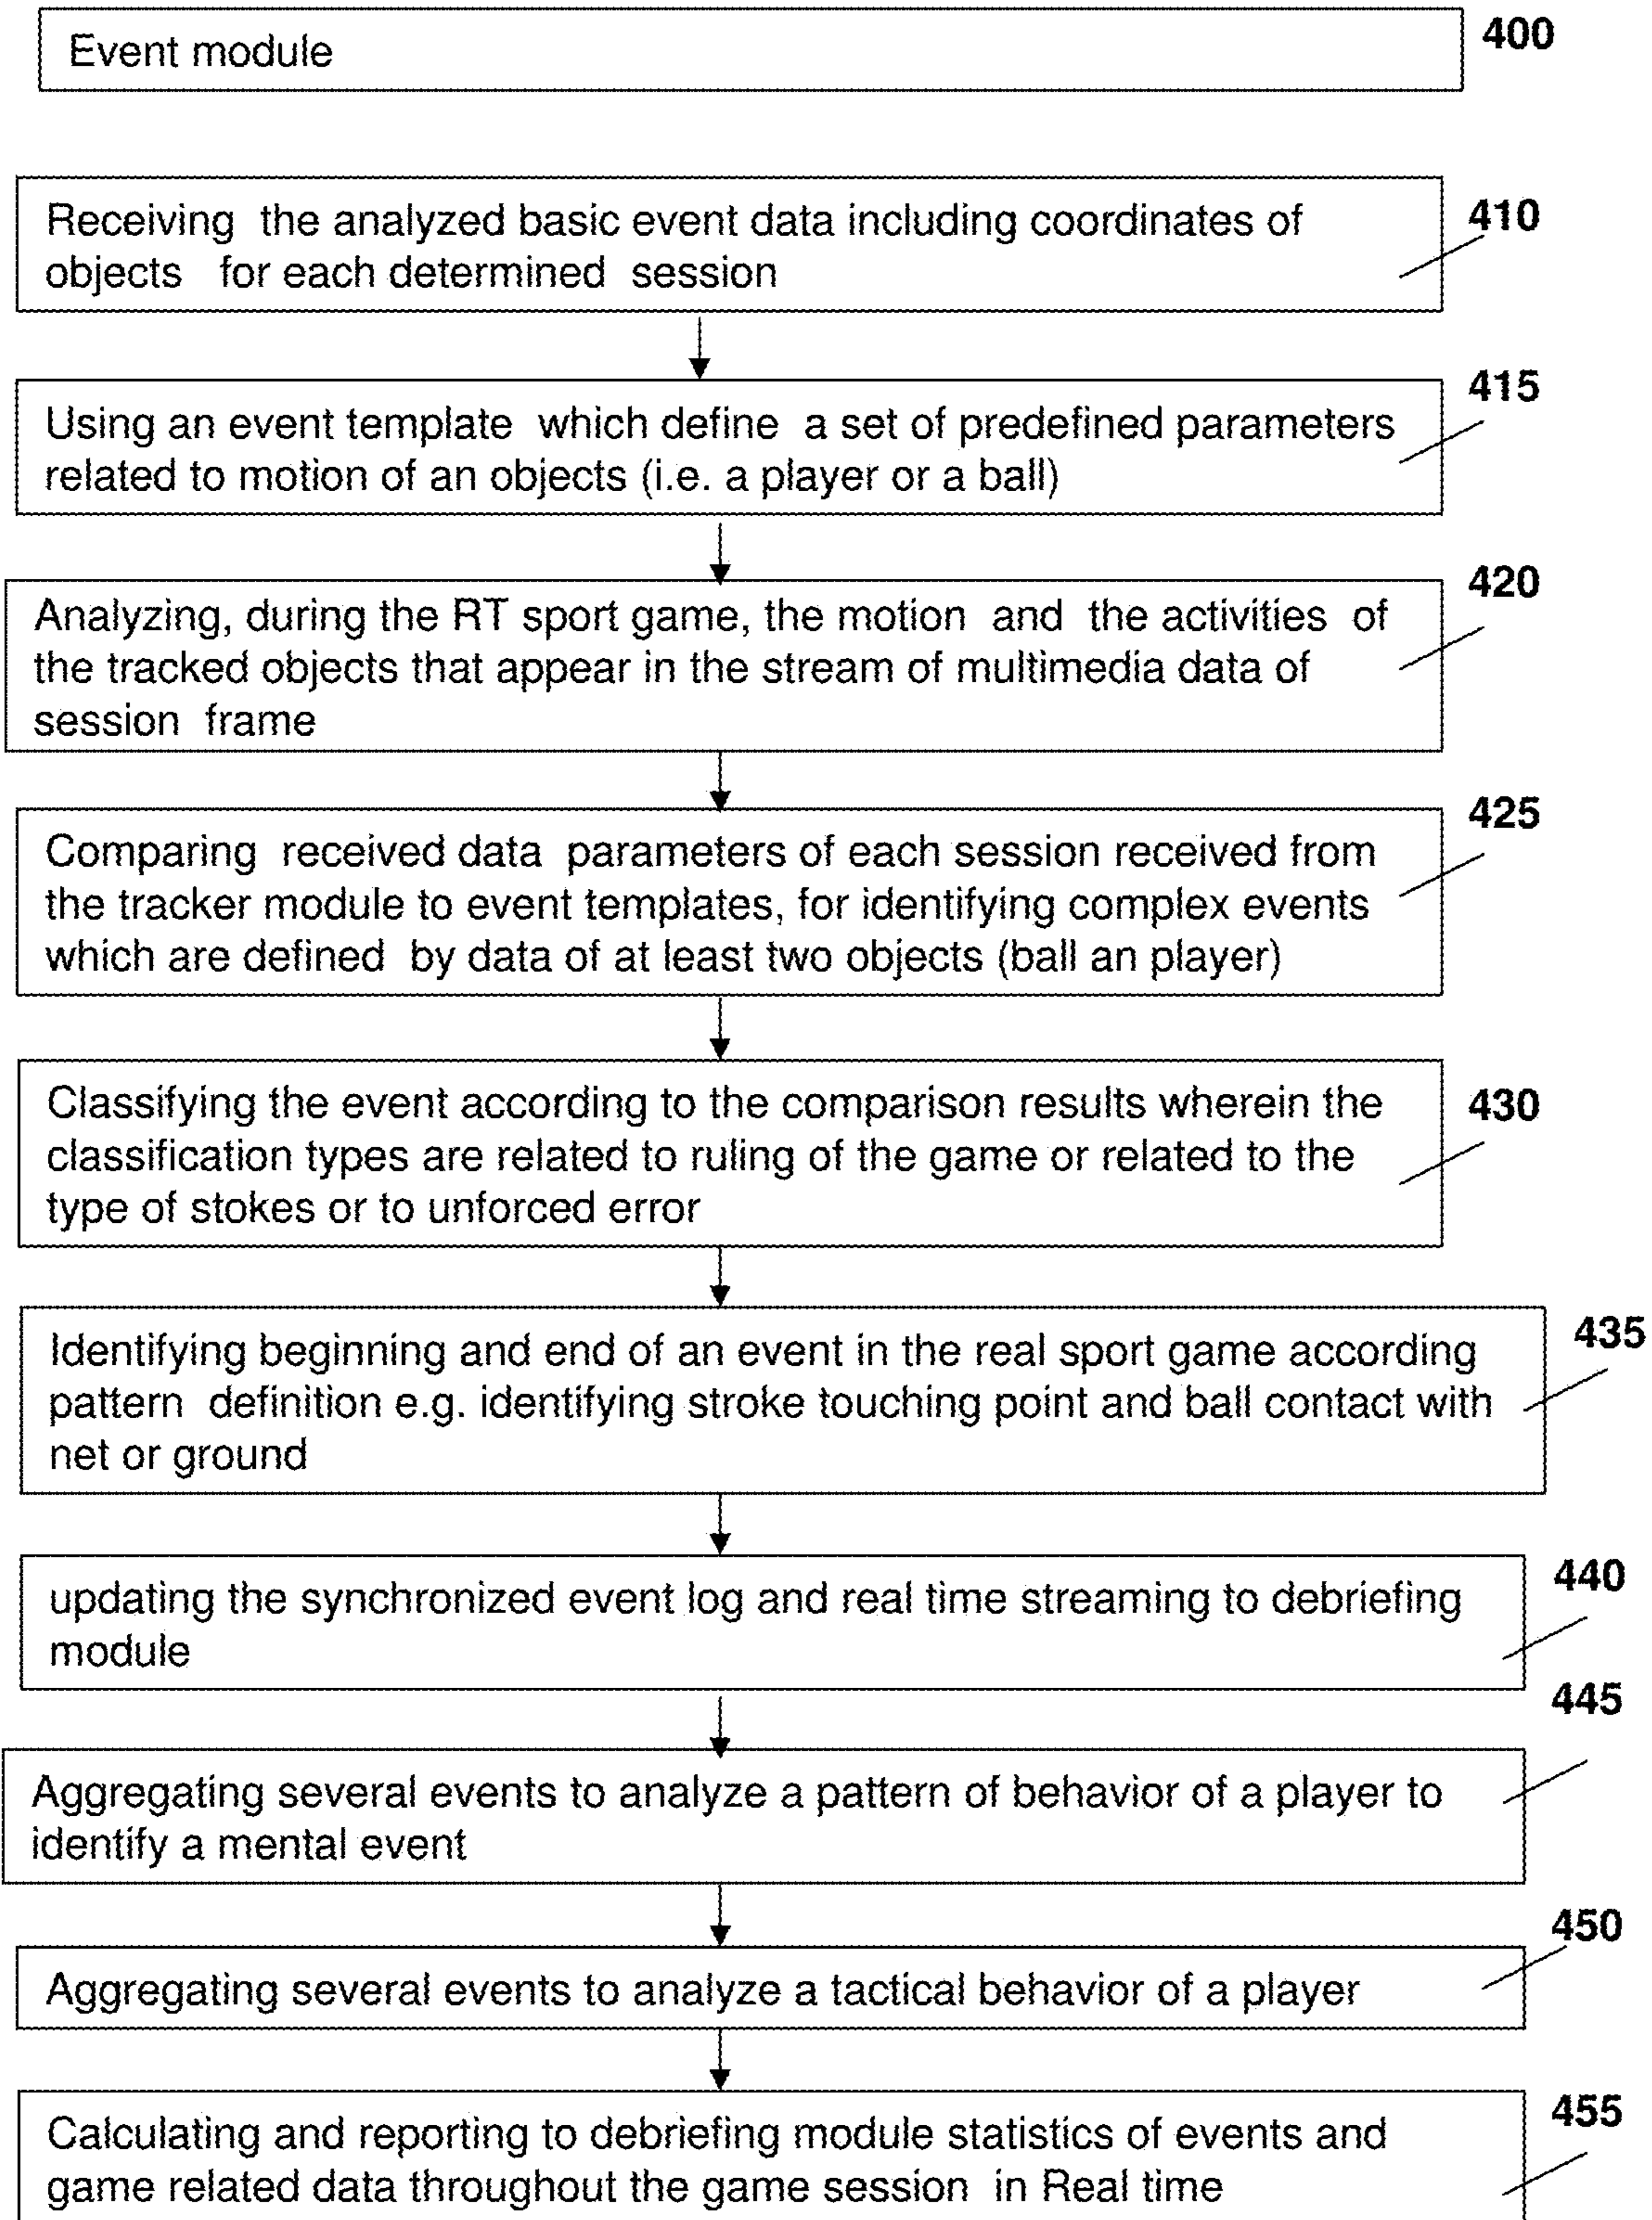 Event module
400
410
Receiving the analyzed basic event data including coordinates of
objects for each determined session
415
Using an event template which define a set of predefined parameters
related to motion of an objects (i.e. a player or a ball)
420
Analyzing, during the RT sport game, the motion and the activities of
the tracked objects that appear in the stream of multimedia data of
session frame
425
Comparing received data parameters of each session received from
the tracker module to event templates, for identifying complex events
which are defined by data of at least two objects (ball an player)
430
Classifying the event according to the comparison results wherein the
classification types are related to ruling of the game or related to the
type of stokes or to unforced error
435
Identifying beginning and end of an event in the real sport game according
pattern definition e.g. identifying stroke touching point and ball contact with
net or ground
440
updating the synchronized event log and real time streaming to debriefing
module
445
Aggregating several events to analyze a pattern of behavior of a player to
identify a mental event
450
Aggregating several events to analyze a tactical behavior of a player
455
Calculating and reporting to debriefing module statistics of events and
game related data throughout the game session in Real time